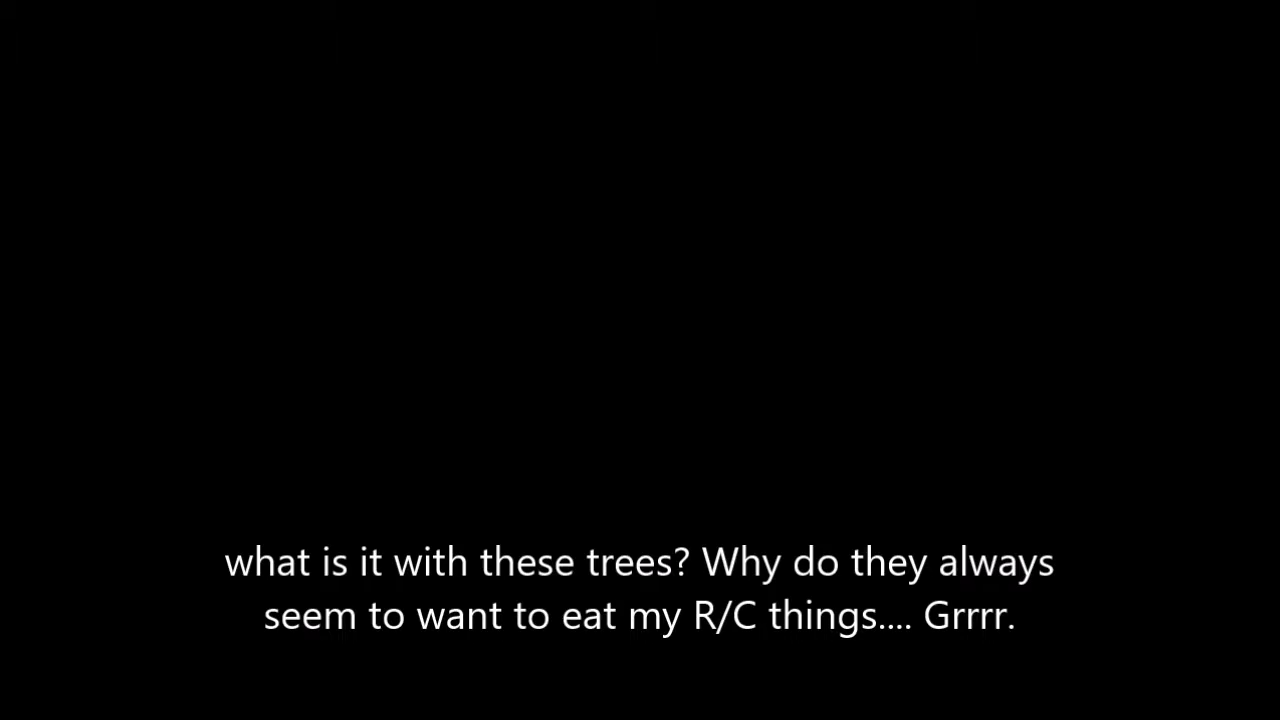 what is it with these trees? Why do they always
seem to want to eat my R/C things.... Grrrr.